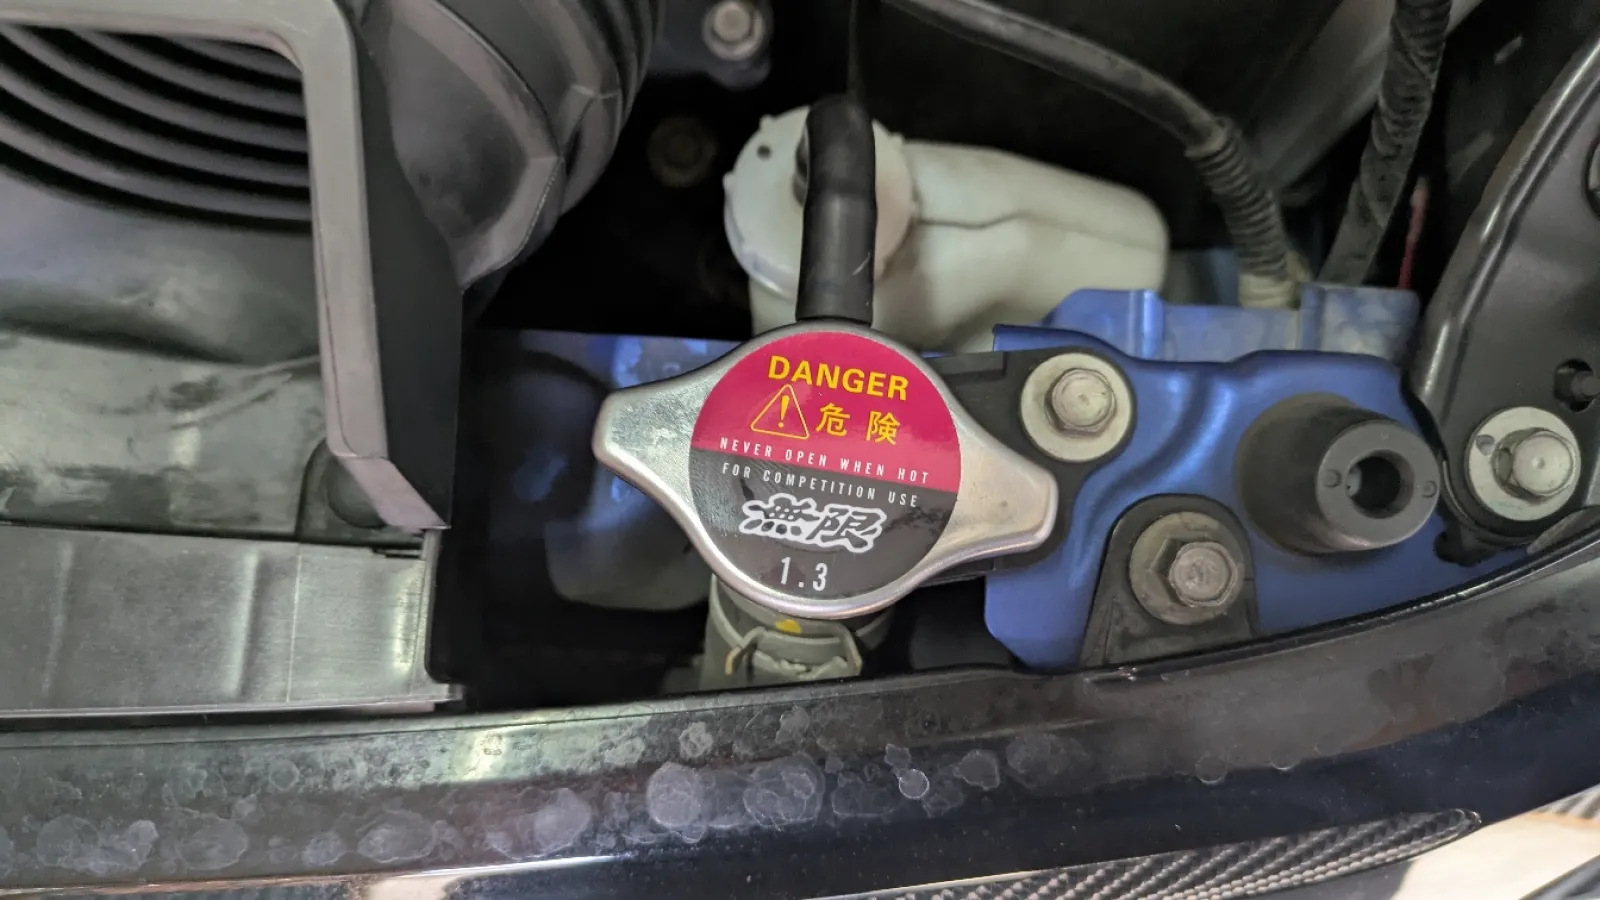 DANGER
危険
NEVER OPEN WHEN HOT
FOR COMPETITION USE
無限
1.3